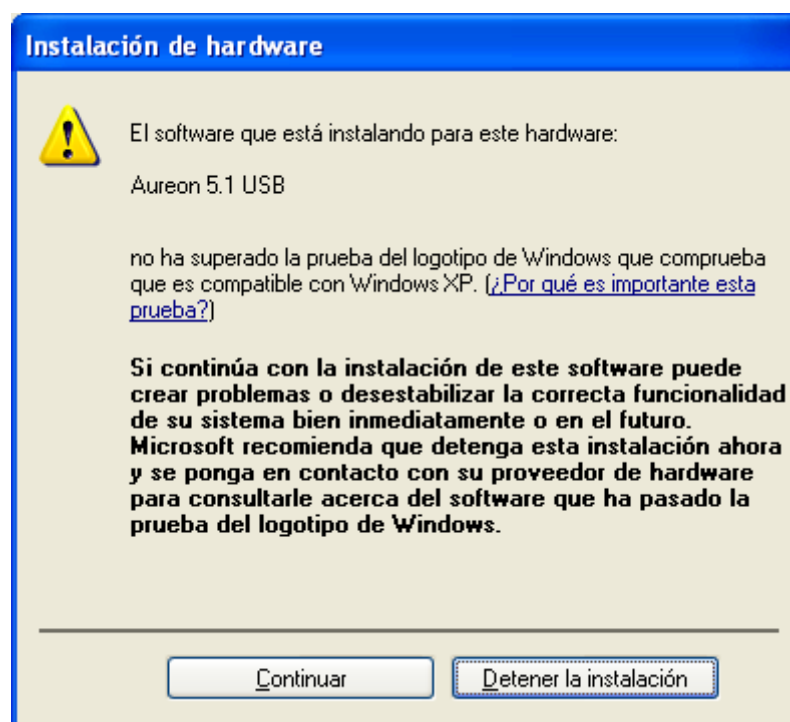 Instalación de hardware
El software que está instalando para este hardware:
Aureon 5.1 USB
no ha superado la prueba del logotipo de Windows que comprueba
que es compatible con Windows XP. (¿Por qué es importante esta
prueba?)
Si continúa con la instalación de este software puede
crear problemas o desestabilizar la correcta funcionalidad
de su sistema bien inmediatamente o en el futuro.
Microsoft recomienda que detenga esta instalación ahora
y se ponga en contacto con su proveedor de hardware
para consultarle acerca del software que ha pasado la
prueba del logotipo de Windows.
Continuar
Detener la instalación